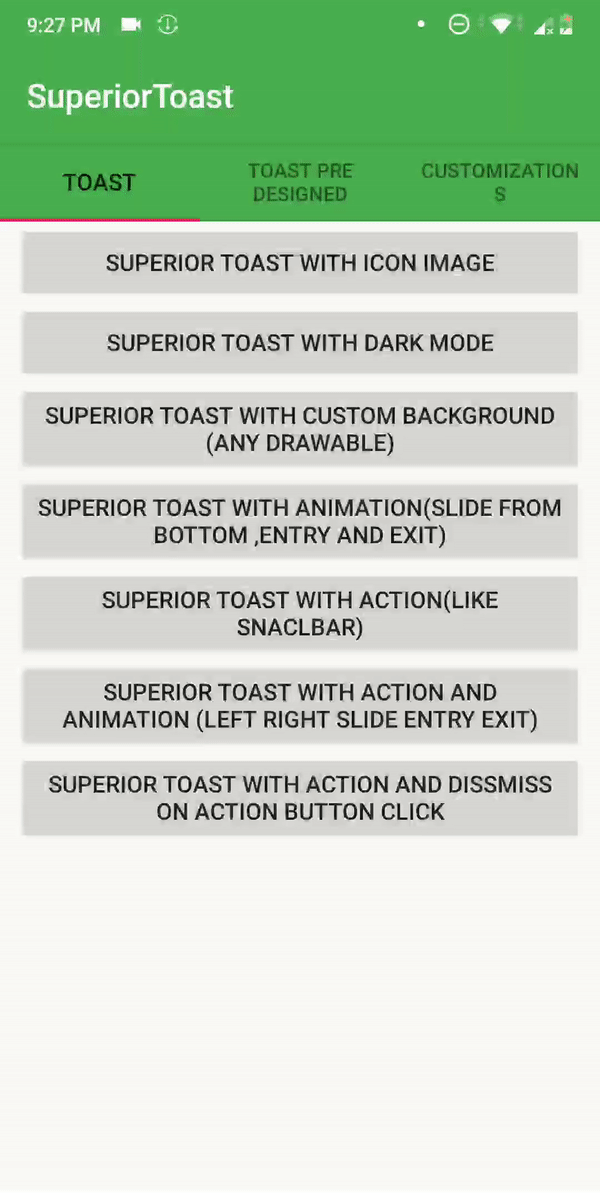 9:27 PM
SuperiorToast
TOAST
TOAST PRE
DESIGNED
CUSTOMIZATION
S
SUPERIOR TOAST WITH ICON IMAGE
SUPERIOR TOAST WITH DARK MODE
SUPERIOR TOAST WITH CUSTOM BACKGROUND
(ANY DRAWABLE)
SUPERIOR TOAST WITH ANIMATION(SLIDE FROM
BOTTOM ,ENTRY AND EXIT)
SUPERIOR TOAST WITH ACTION(LIKE
SNACLBAR)
SUPERIOR TOAST WITH ACTION AND
ANIMATION (LEFT RIGHT SLIDE ENTRY EXIT)
SUPERIOR TOAST WITH ACTION AND DISSMISS
ON ACTION BUTTON CLICK